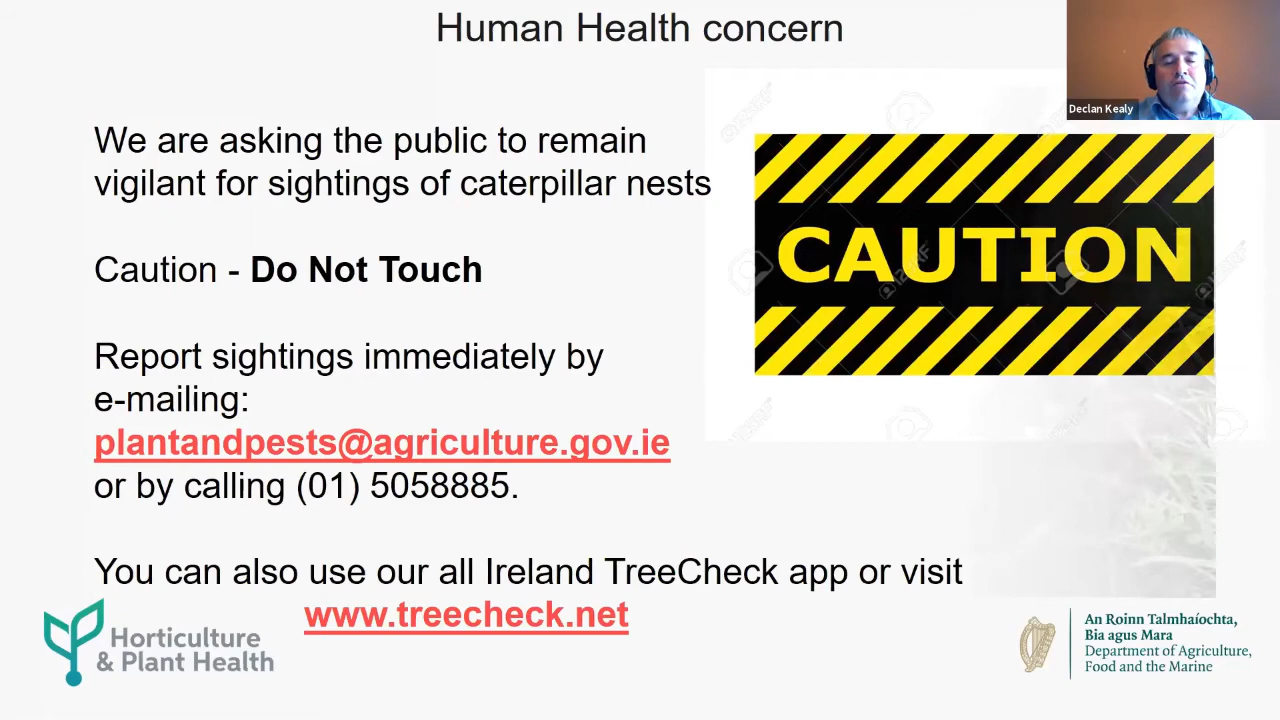 Human Health concern
Declan Kealy
We are asking the public to remain
vigilant for sightings of caterpillar nests
CAUTION
Caution - Do Not Touch
Report sightings immediately by
e-mailing:
plantandpests@agriculture.gov.ie
or by calling (01) 5058885.
You can also use our all Ireland TreeCheck app or visit
www.treecheck.net
Horticulture
& Plant Health
An Roinn Talmhaíochta,
Bia agus Mara
Department of Agriculture,
Food and the Marine